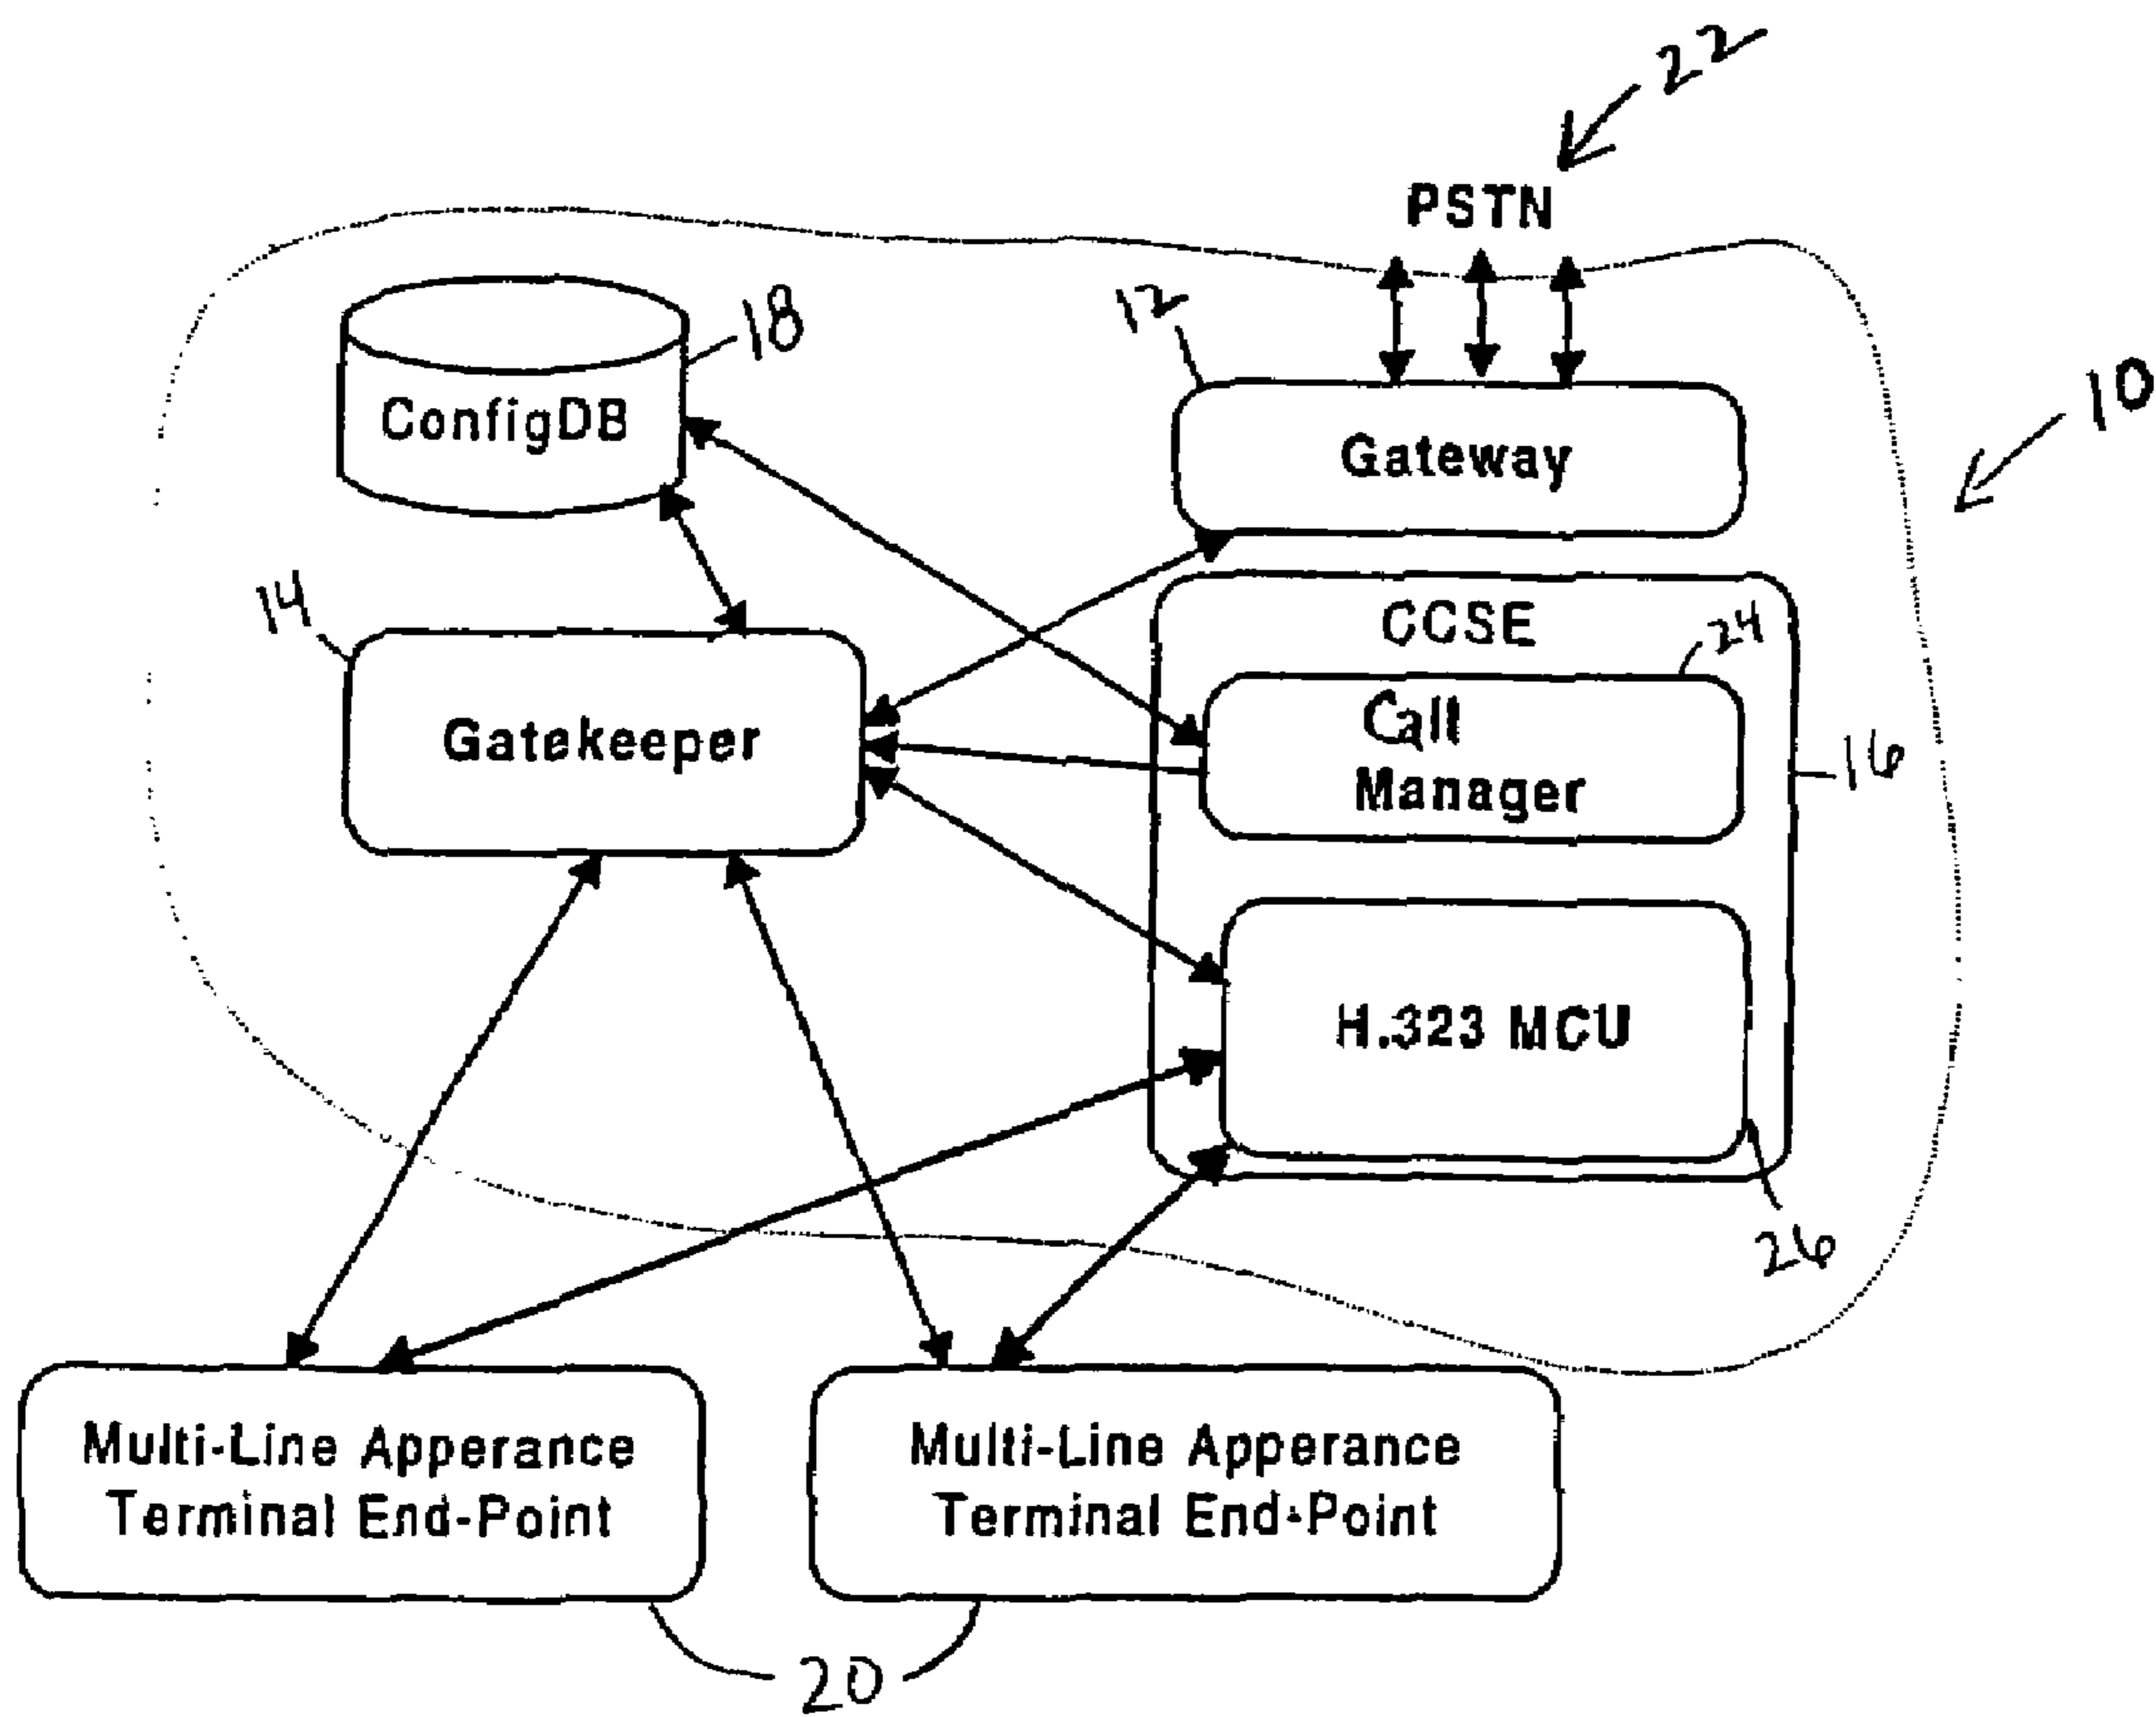 22
PSTN
18
12
10
ConfigDB
Gateway
14
CCSE
24
Gatekeeper
Call
Manager
16
H.323 MCU
26
Multi-Line Apperance
Terminal End-Point
Multi-Line Apperance
Terminal End-Point
20